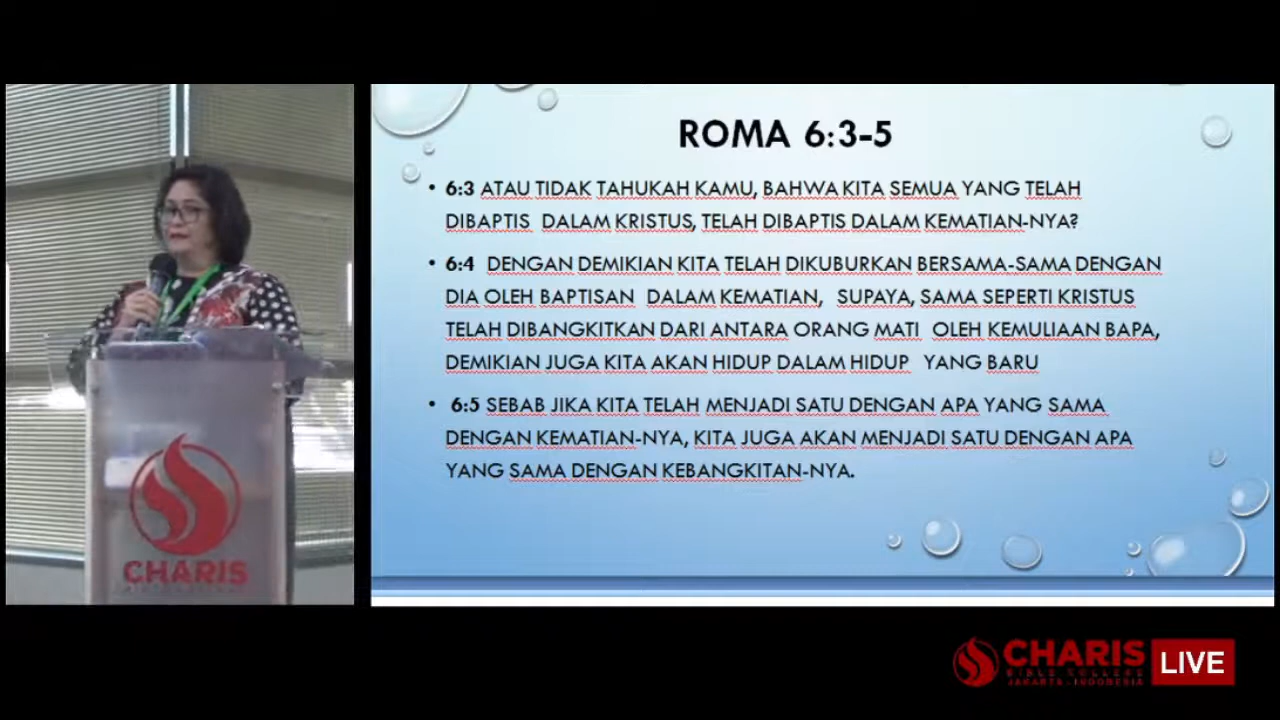 ROMA 6:3-5
• 6:3 ATAU TIDAK TAHUKAH KAMU, BAHWA KITA SEMUA YANG TELAH
DIBAPTIS DALAM KRISTUS, TELAH DIBAPTIS DALAM KEMATIAN-NYA?
• 6:4 DENGAN DEMIKIAN KITA TELAH DIKUBURKAN BERSAMA-SAMA DENGAN
DIA OLEH BAPTISAN DALAM KEMATIAN, SUPAYA, SAMA SEPERTI KRISTUS
TELAH DIBANGKITKAN DARI ANTARA ORANG MATI OLEH KEMULIAAN BAPA,
DEMIKIAN JUGA KITA AKAN HIDUP DALAM HIDUP YANG BARU
• 6:5 SEBAB JIKA KITA TELAH MENJADI SATU DENGAN APA YANG SAMA
DENGAN KEMATIAN-NYA, KITA JUGA AKAN MENJADI SATU DENGAN APA
YANG SAMA DENGAN KEBANGKITAN-NYA.
CHARIS
CHARIS
BIBLE COLLEGE
JAKARTA-INDONESIA
LIVE